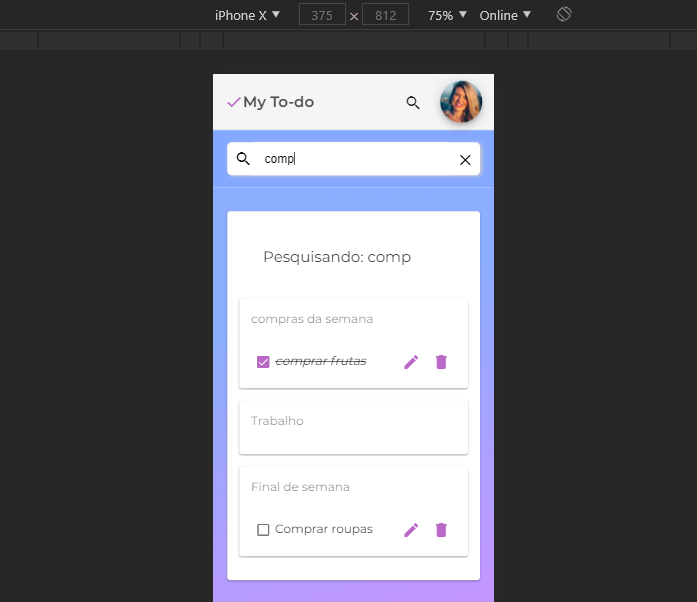 iPhone X ▼ 375 × 812 75% ▼ Online ▼
My To-do
comp
Pesquisando: comp
compras da semana
comprar frutas
Trabalho
Final de semana
Comprar roupas